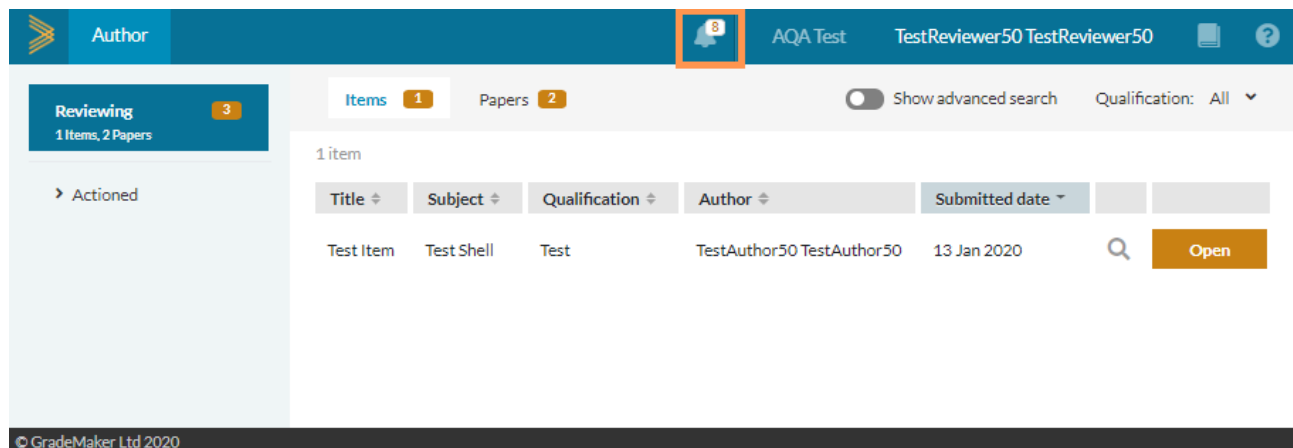 Author
8
AQA Test
TestReviewer50 TestReviewer50
Reviewing 3
1 Items, 2 Papers
Actioned
Items 1
Papers 2
Show advanced search
Qualification: All
1 item
Title Subject Qualification Author Submitted date
Test Item Test Shell Test TestAuthor50 TestAuthor50 13 Jan 2020 Open
© GradeMaker Ltd 2020